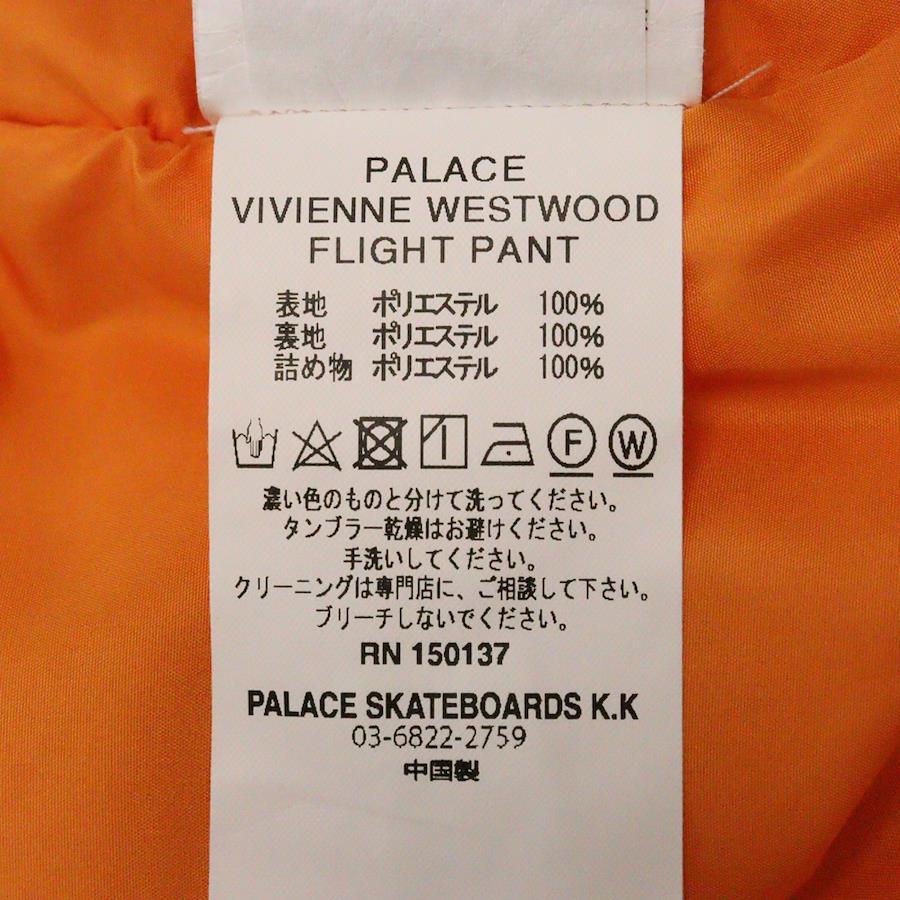 PALACE
VIVIENNE WESTWOOD
FLIGHT PANT
表地 ポリエステル 100%
裏地 ポリエステル 100%
詰め物 ポリエステル 100%
F W
濃い色のものと分けて洗ってください。
タンブラー乾燥はお避けください。
手洗いしてください。
クリーニングは専門店に、ご相談して下さい。
ブリーチしないでください。
RN 150137
PALACE SKATEBOARDS K.K
03-6822-2759
中国製